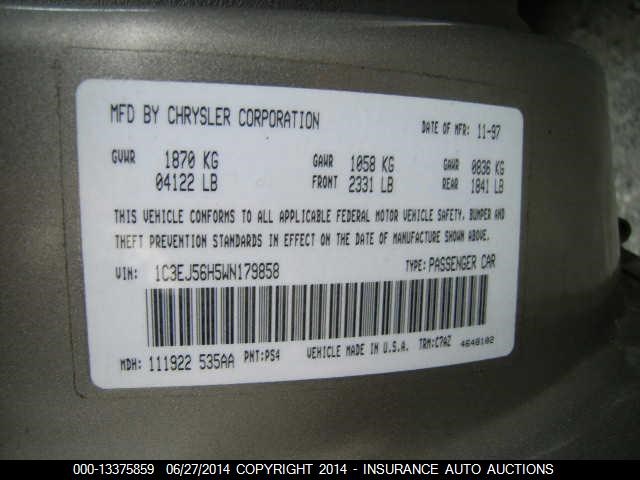 MFD BY CHRYSLER CORPORATION DATE OF MFR: 11-97
GVWR 1870 KG GAWR 1058 KG GAWR 0836 KG
04122 LB FRONT 2331 LB REAR 1841 LB
THIS VEHICLE CONFORMS TO ALL APPLICABLE FEDERAL MOTOR VEHICLE SAFETY, BUMPER AND
THEFT PREVENTION STANDARDS IN EFFECT ON THE DATE OF MANUFACTURE SHOWN ABOVE.
VIN: 1C3EJ56H5WN179858 TYPE: PASSENGER CAR
MDH: 111922 535AA PNT:PS4 VEHICLE MADE IN U.S.A. TRM:C7AZ 4648102
000-13375859 06/27/2014 COPYRIGHT 2014 - INSURANCE AUTO AUCTIONS